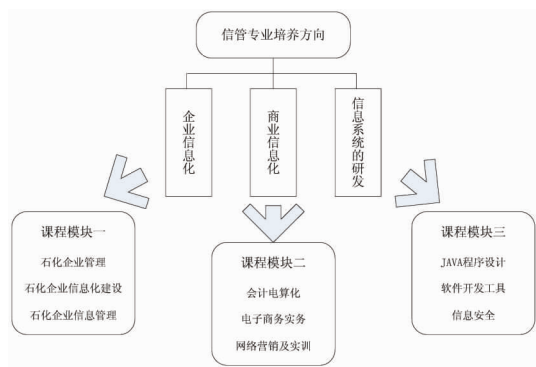 信管专业培养方向
企业信息化
商业信息化
信息系统的研发
课程模块一
石化企业管理
石化企业信息化建设
石化企业信息管理
课程模块二
会计电算化
电子商务实务
网络营销及实训
课程模块三
JAVA程序设计
软件开发工具
信息安全